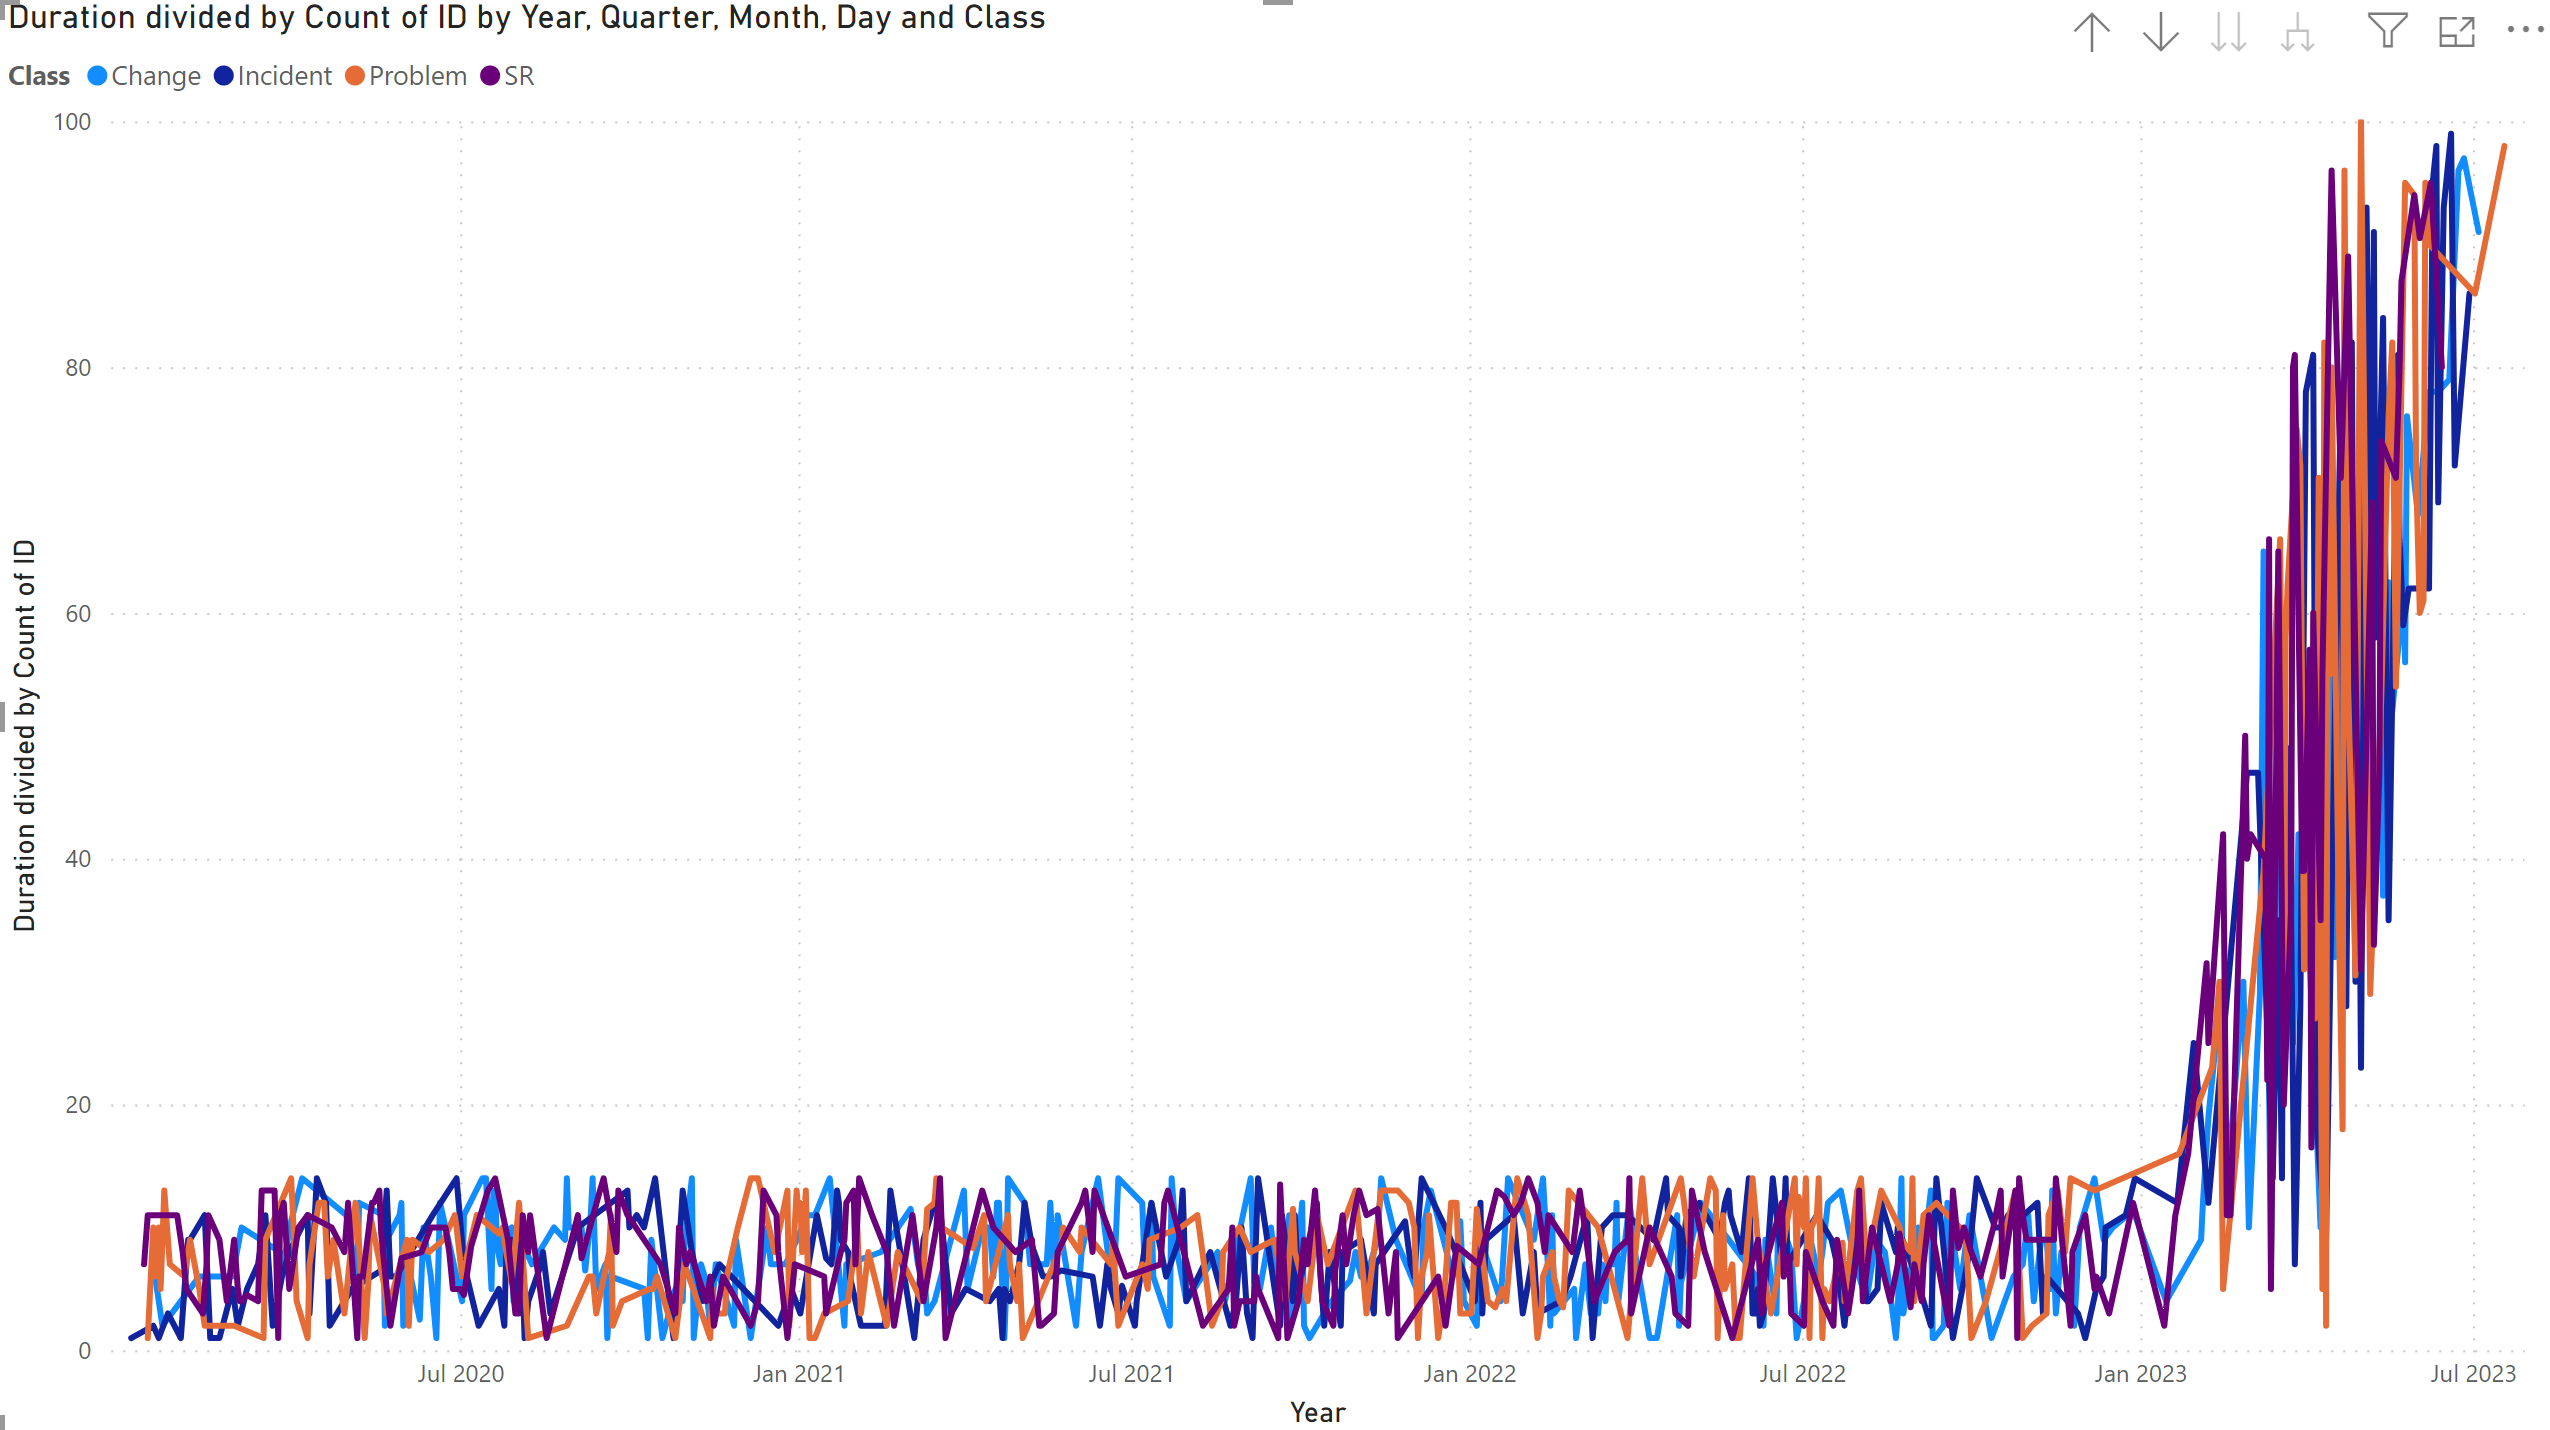 Duration divided by Count of ID by Year, Quarter, Month, Day and Class
Class Change Incident Problem SR
Duration divided by Count of ID
100
80
60
40
20
0
Jul 2020 Jan 2021 Jul 2021 Jan 2022 Jul 2022 Jan 2023 Jul 2023
Year